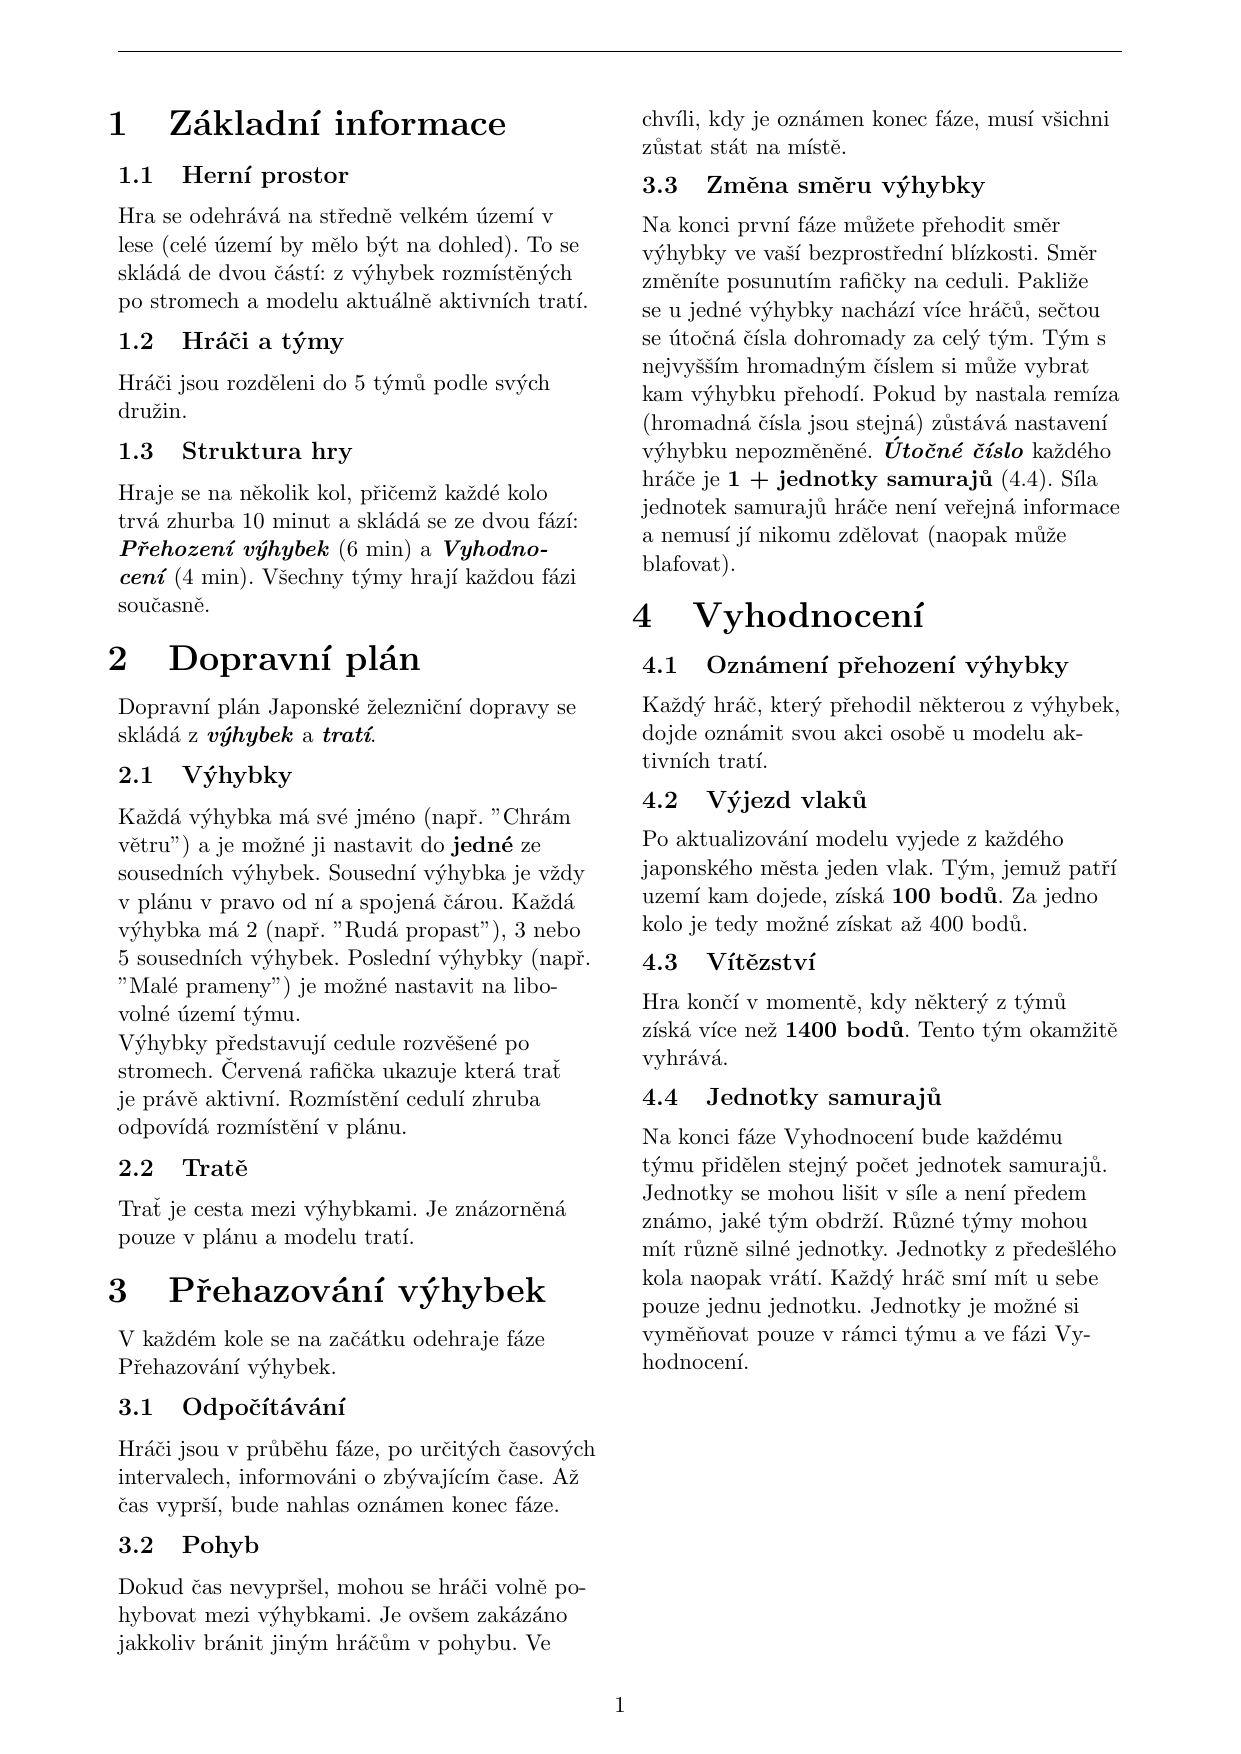 1 Základní informace
1.1 Herní prostor
Hra se odehrává na středně velkém území v
lese (celé území by mělo být na dohled). To se
skládá de dvou částí: z výhybek rozmístěných
po stromech a modelu aktuálně aktivních tratí.
1.2 Hráči a týmy
Hráči jsou rozděleni do 5 týmů podle svých
družin.
1.3 Struktura hry
Hraje se na několik kol, přičemž každé kolo
trvá zhurba 10 minut a skládá se ze dvou fází:
Přehození výhybek (6 min) a Vyhodno-
cení (4 min). Všechny týmy hrají každou fázi
současně.
2 Dopravní plán
Dopravní plán Japonské železniční dopravy se
skládá z výhybek a tratí.
2.1 Výhybky
Každá výhybka má své jméno (např. ”Chrám
větru”) a je možné ji nastavit do jedné ze
sousedních výhybek. Sousední výhybka je vždy
v plánu v pravo od ní a spojená čárou. Každá
výhybka má 2 (např. ”Rudá propast”), 3 nebo
5 sousedních výhybek. Poslední výhybky (např.
”Malé prameny”) je možné nastavit na libo-
volné území týmu.
Výhybky představují cedule rozvěšené po
stromech. Červená rafička ukazuje která trať
je právě aktivní. Rozmístění cedulí zhruba
odpovídá rozmístění v plánu.
2.2 Tratě
Trať je cesta mezi výhybkami. Je znázorněná
pouze v plánu a modelu tratí.
3 Přehazování výhybek
V každém kole se na začátku odehraje fáze
Přehazování výhybek.
3.1 Odpočítávání
Hráči jsou v průběhu fáze, po určitých časových
intervalech, informováni o zbývajícím čase. Až
čas vyprší, bude nahlas oznámen konec fáze.
3.2 Pohyb
Dokud čas nevypršel, mohou se hráči volně po-
hybovat mezi výhybkami. Je ovšem zakázáno
jakkoliv bránit jiným hráčům v pohybu. Ve
chvíli, kdy je oznámen konec fáze, musí všichni
zůstat stát na místě.
3.3 Změna směru výhybky
Na konci první fáze můžete přehodit směr
výhybky ve vaší bezprostřední blízkosti. Směr
změníte posunutím rafičky na ceduli. Pakliže
se u jedné výhybky nachází více hráčů, sečtou
se útočná čísla dohromady za celý tým. Tým s
nejvyšším hromadným číslem si může vybrat
kam výhybku přehodí. Pokud by nastala remíza
(hromadná čísla jsou stejná) zůstává nastavení
výhybku nepozměněné. Útočné číslo každého
hráče je 1 + jednotky samurajů (4.4). Síla
jednotek samurajů hráče není veřejná informace
a nemusí jí nikomu zdělovat (naopak může
blafovat).
4 Vyhodnocení
4.1 Oznámení přehození výhybky
Každý hráč, který přehodil některou z výhybek,
dojde oznámit svou akci osobě u modelu ak-
tivních tratí.
4.2 Výjezd vlaků
Po aktualizování modelu vyjede z každého
japonského města jeden vlak. Tým, jemuž patří
uzemí kam dojede, získá 100 bodů. Za jedno
kolo je tedy možné získat až 400 bodů.
4.3 Vítězství
Hra končí v momentě, kdy některý z týmů
získá více než 1400 bodů. Tento tým okamžitě
vyhrává.
4.4 Jednotky samurajů
Na konci fáze Vyhodnocení bude každému
týmu přidělen stejný počet jednotek samurajů.
Jednotky se mohou lišit v síle a není předem
známo, jaké tým obdrží. Různé týmy mohou
mít různě silné jednotky. Jednotky z předešlého
kola naopak vrátí. Každý hráč smí mít u sebe
pouze jednu jednotku. Jednotky je možné si
vyměňovat pouze v rámci týmu a ve fázi Vy-
hodnocení.
1